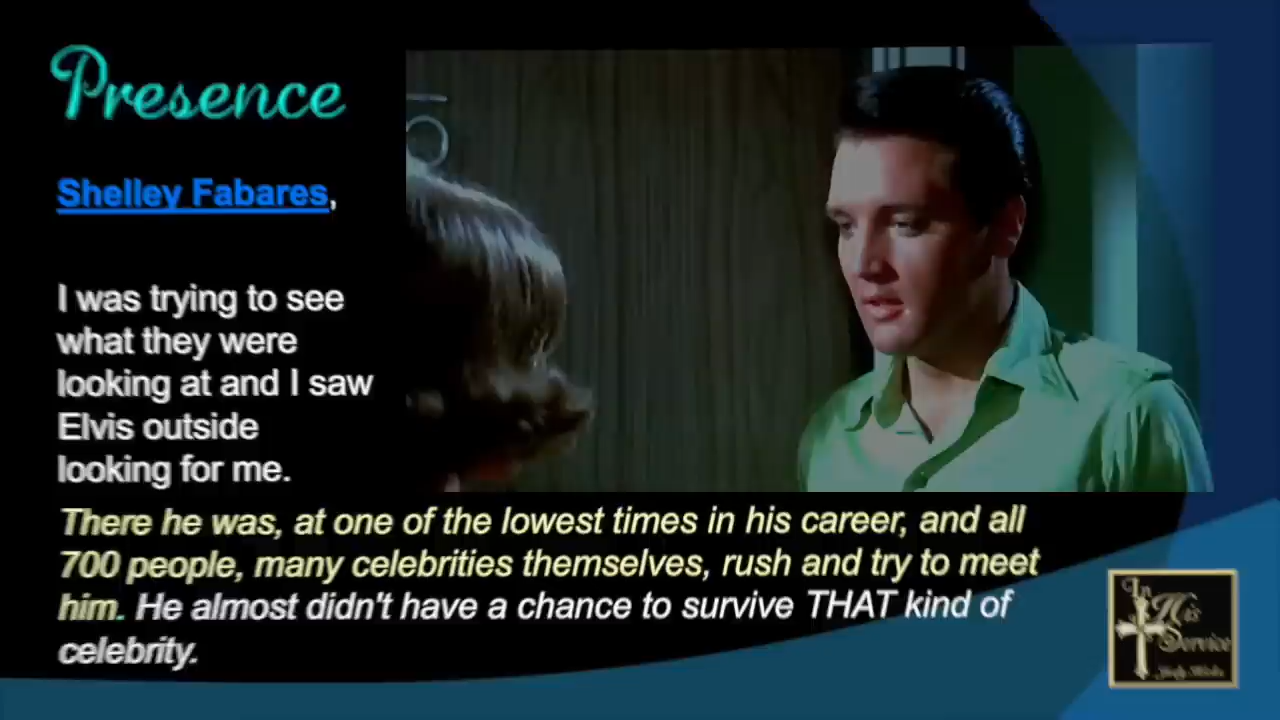 Presence
Shelley Fabares,
I was trying to see
what they were
looking at and I saw
Elvis outside
looking for me.
There he was, at one of the lowest times in his career, and all
700 people, many celebrities themselves, rush and try to meet
him. He almost didn't have a chance to survive THAT kind of
celebrity.
In
His
Service